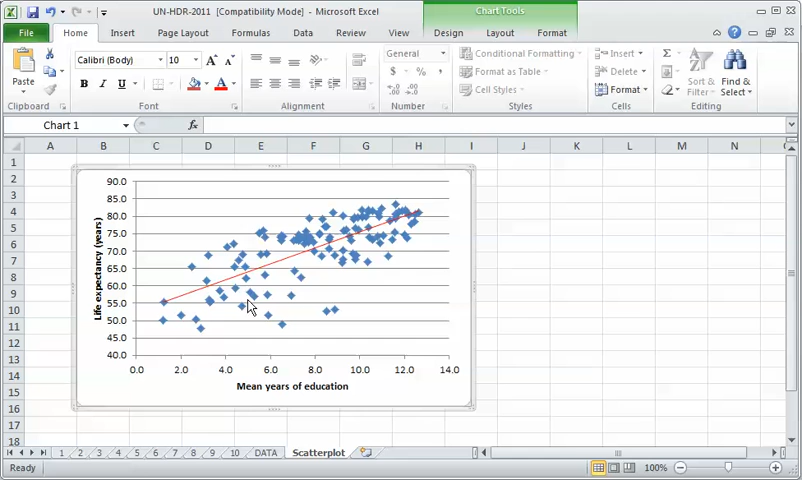 UN-HDR-2011 [Compatibility Mode] - Microsoft Excel
Chart Tools
File Home Insert Page Layout Formulas Data Review View Design Layout Format
Calibri (Body) 10 General Conditional Formatting Insert Σ
Format as Table Delete
Paste B I U $ % , Cell Styles Format Sort & Filter Find & Select
Clipboard Font Alignment Number Styles Cells Editing
Chart 1 fx
A B C D E F G H I J K L M N
1
2
3
4
5
6
7
8
9
10
11
12
13
14
15
16
17
18
90.0
85.0
80.0
75.0
70.0
65.0
60.0
55.0
50.0
45.0
40.0
Life expectancy (years)
0.0 2.0 4.0 6.0 8.0 10.0 12.0 14.0
Mean years of education
1 2 3 4 5 6 7 8 9 10 DATA Scatterplot
Ready 100%